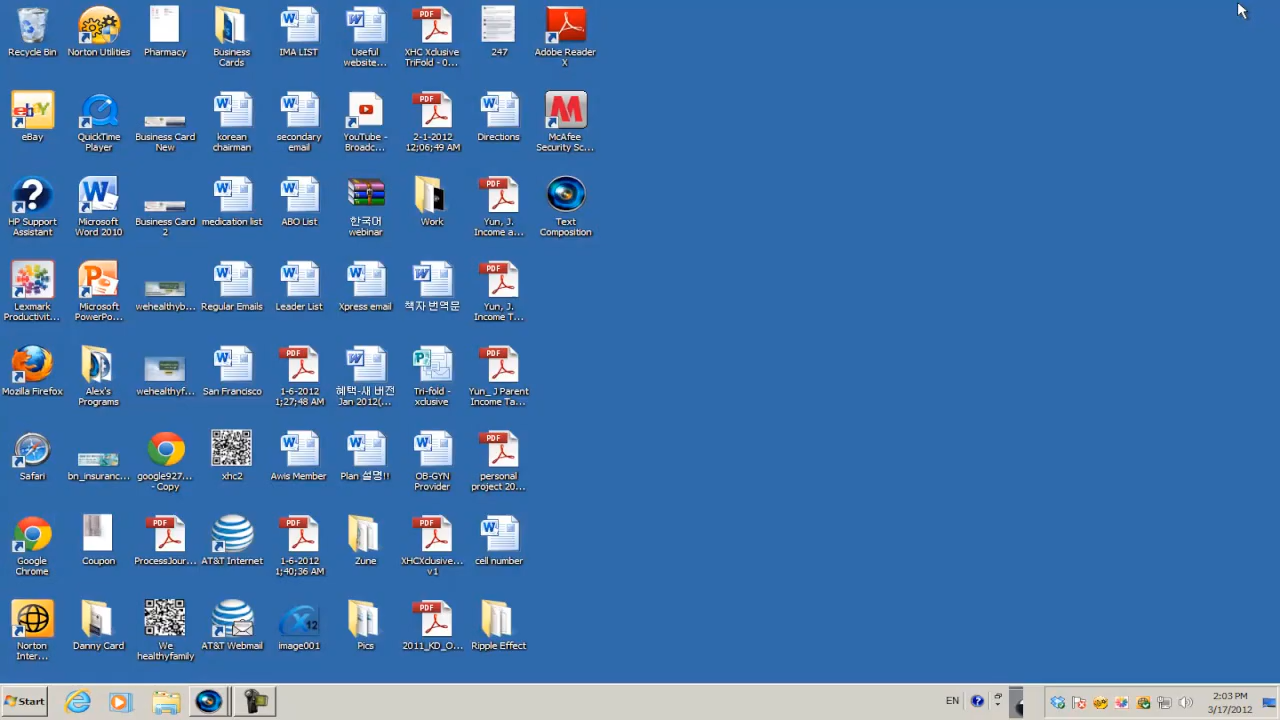 Recycle Bin
Norton Utilities
Pharmacy
Business
Cards
IMA LIST
Useful
website...
XHC Xclusive
TriFold - 0...
247
Adobe Reader
X
eBay
QuickTime
Player
Business Card
New
korean
chairman
secondary
email
YouTube -
Broadc...
2-1-2012
12;06;49 AM
Directions
McAfee
Security Sc...
HP Support
Assistant
Microsoft
Word 2010
Business Card
2
medication list
ABO List
한국어
webinar
Work
Yun, J.
Income a...
Text
Composition
Lexmark
Productivit...
Microsoft
PowerPo...
wehealthyb...
Regular Emails
Leader List
Xpress email
책자 번역문
Yun, J.
Income T...
Mozilla Firefox
Alex's
Programs
wehealthyf...
San Francisco
1-6-2012
1;27;48 AM
혜택-새 버전
Jan 2012(...
Tri-fold -
xclusive
Yun_ J Parent
Income Ta...
Safari
bn_insuranc...
google927...
- Copy
xhc2
Awis Member
Plan 설명!!
OB-GYN
Provider
personal
project 20...
Google
Chrome
Coupon
ProcessJour...
AT&T Internet
1-6-2012
1;40;36 AM
Zune
XHCXclusive...
v1
cell number
Norton
Inter...
Danny Card
We
healthyfamily
AT&T Webmail
image001
Pics
2011_KD_O...
Ripple Effect
Start
EN
2:03 PM
3/17/2012